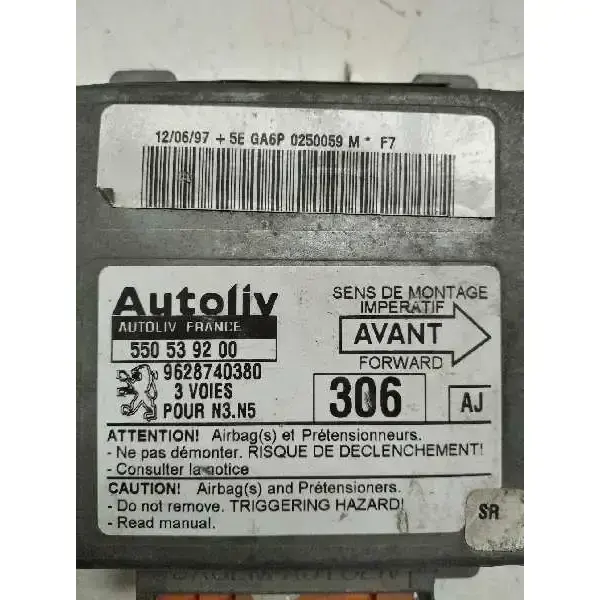 12/06/97 + 5E GA6P 0250059 M * F7
Autoliv
AUTOLIV FRANCE
550 53 92 00
9628740380
3 VOIES
POUR N3.N5
SENS DE MONTAGE
IMPERATIF
AVANT
FORWARD
306
AJ
ATTENTION! Airbag(s) et Prétensionneurs.
- Ne pas démonter. RISQUE DE DECLENCHEMENT!
- Consulter la notice
CAUTION! Airbag(s) and Prétensioners.
- Do not remove. TRIGGERING HAZARD!
- Read manual.
SR
AUTOLIV